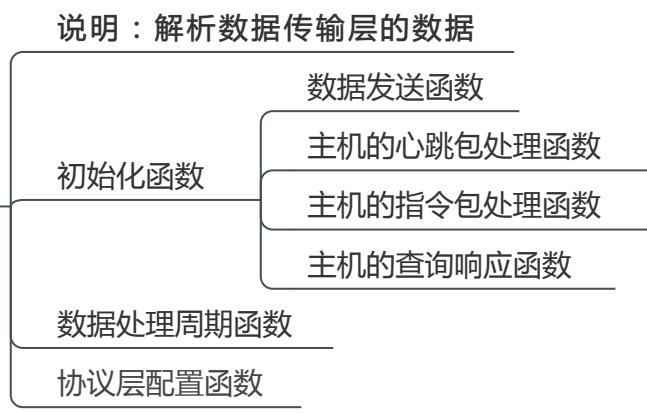 说明：解析数据传输层的数据
数据发送函数
主机的心跳包处理函数
初始化函数
主机的指令包处理函数
主机的查询响应函数
数据处理周期函数
协议层配置函数